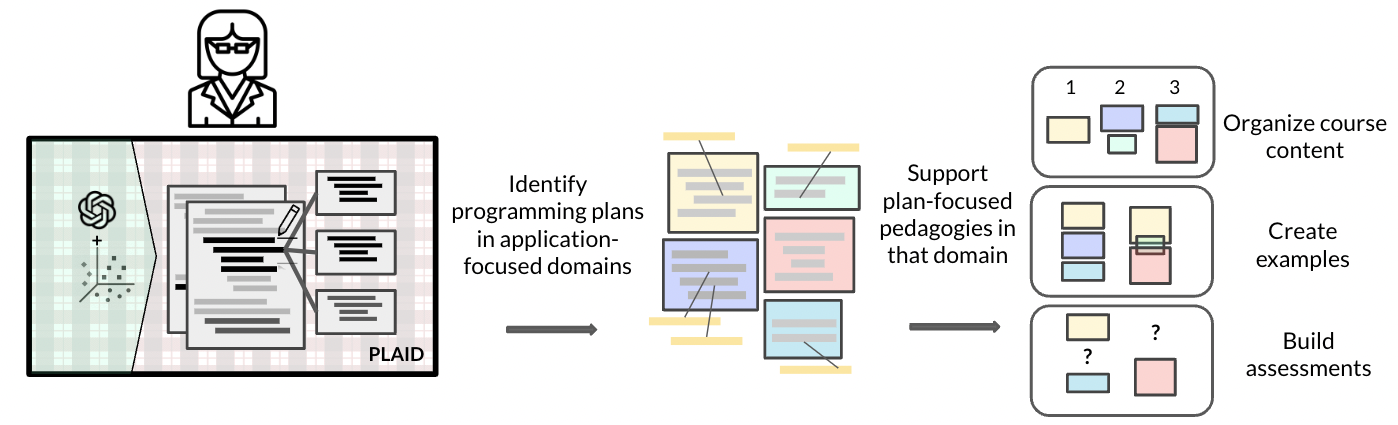 PLAID
Identify
programming plans
in application-
focused domains
Support
plan-focused
pedagogies in
that domain
1 2 3
Organize course
content
Create
examples
?
?
Build
assessments